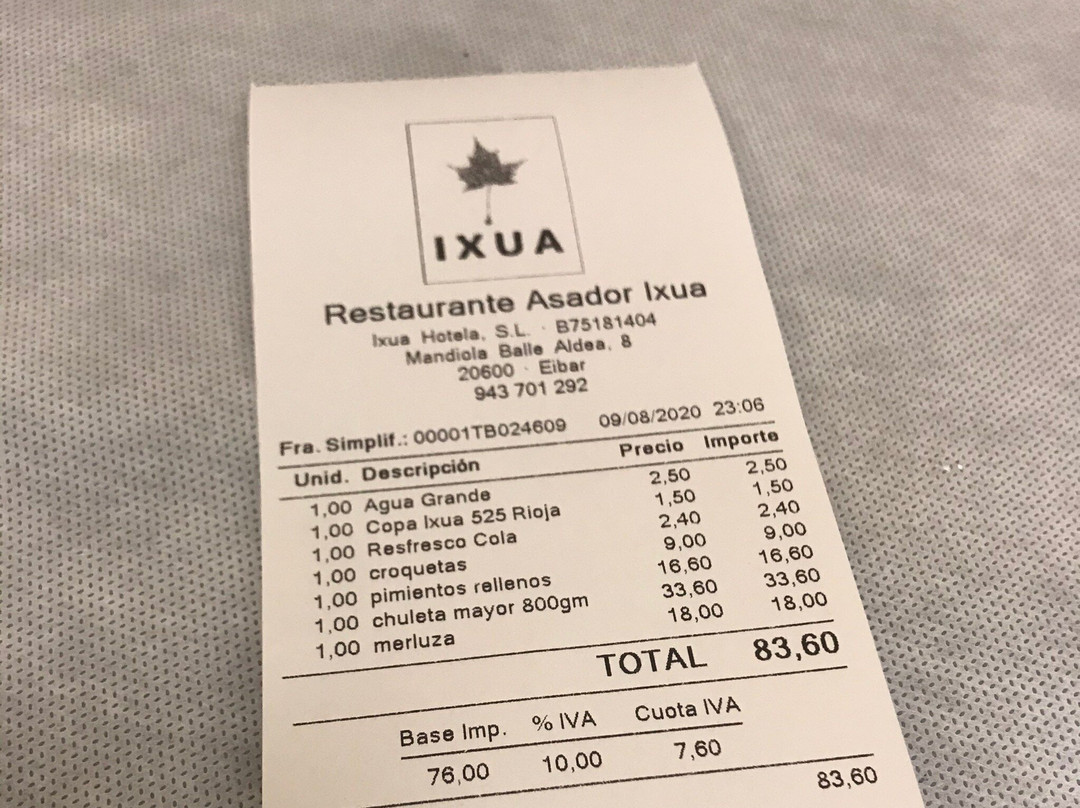 IXUA
Restaurante Asador Ixua
Ixua Hotela, S.L. · B75181404
Mandiola Balle Aldea, 8
20600 · Eibar
943 701 292
Fra. Simplif.: 00001TB024609 09/08/2020 23:06
Unid. Descripción Precio Importe
1,00 Agua Grande 2,50 2,50
1,00 Copa Ixua 525 Rioja 1,50 1,50
1,00 Resfresco Cola 2,40 2,40
1,00 croquetas 9,00 9,00
1,00 pimientos rellenos 16,60 16,60
1,00 chuleta mayor 800gm 33,60 33,60
1,00 merluza 18,00 18,00
TOTAL 83,60
Base Imp. % IVA Cuota IVA
76,00 10,00 7,60
83,60